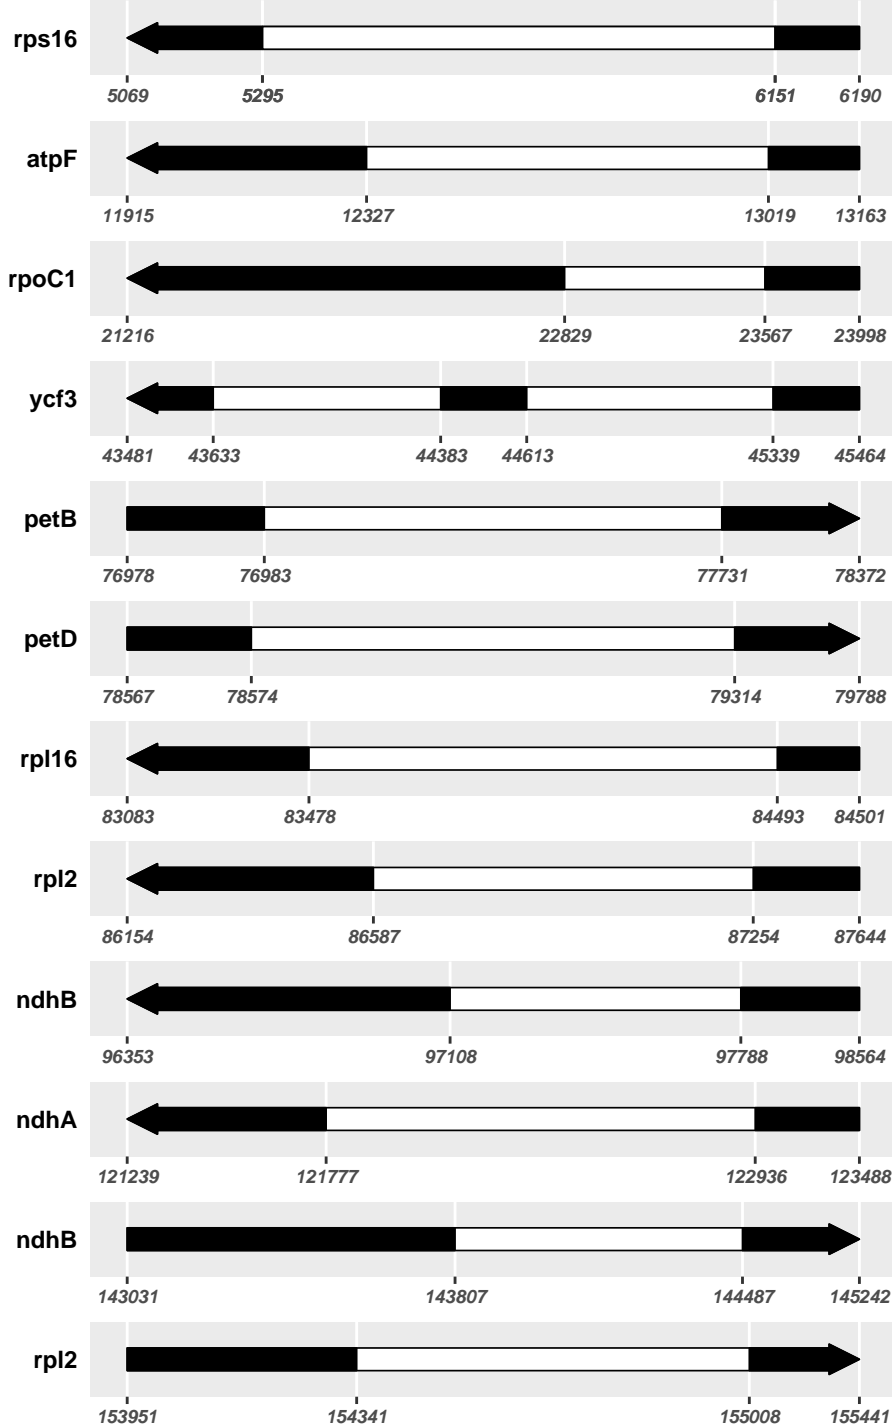 rps16
5069 5295 6151 6190
atpF
11915 12327 13019 13163
rpoC1
21216 22829 23567 23998
ycf3
43481 43633 44383 44613 45339 45464
petB
76978 76983 77731 78372
petD
78567 78574 79314 79788
rpl16
83083 83478 84493 84501
rpl2
86154 86587 87254 87644
ndhB
96353 97108 97788 98564
ndhA
121239 121777 122936 123488
ndhB
143031 143807 144487 145242
rpl2
153951 154341 155008 155441